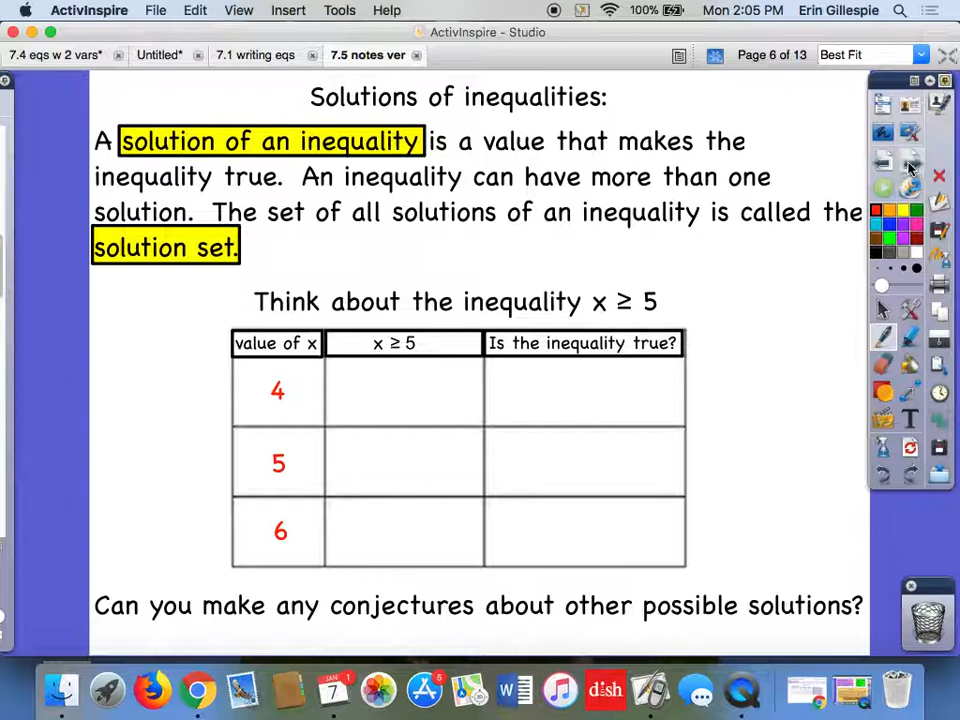 ActivInspire File Edit View Insert Tools Help 100% Mon 2:05 PM Erin Gillespie
ActivInspire - Studio
7.4 eqs w 2 vars* Untitled* 7.1 writing eqs 7.5 notes ver Page 6 of 13 Best Fit
Solutions of inequalities:
A solution of an inequality is a value that makes the
inequality true. An inequality can have more than one
solution. The set of all solutions of an inequality is called the
solution set.
Think about the inequality x ≥ 5
value of x x ≥ 5 Is the inequality true?
4
5
6
Can you make any conjectures about other possible solutions?
T
JAN 1
7
6
W
dish